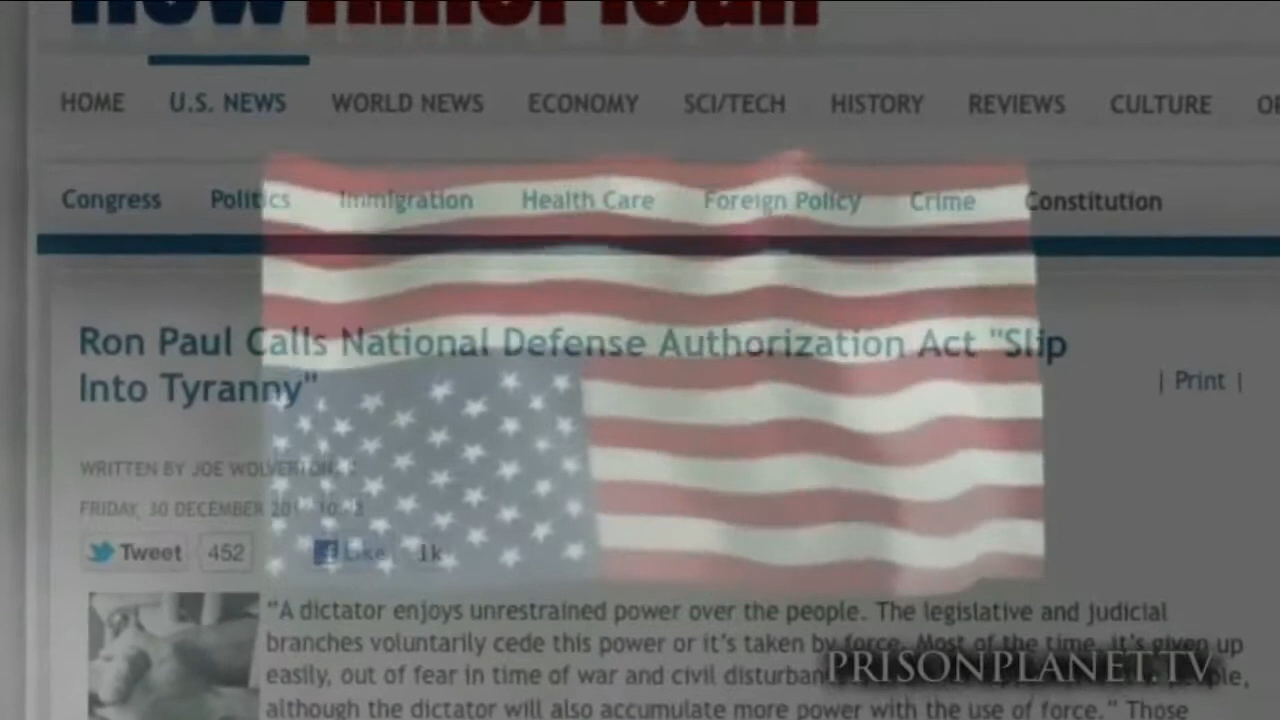 New American
HOME U.S. NEWS WORLD NEWS ECONOMY SCI/TECH HISTORY REVIEWS CULTURE
Congress Politics Immigration Health Care Foreign Policy Crime Constitution
Ron Paul Calls National Defense Authorization Act "Slip
Into Tyranny"
| Print |
WRITTEN BY JOE WOLVERTON
FRIDAY, 30 DECEMBER
Tweet 452 Like 1k
"A dictator enjoys unrestrained power over the people. The legislative and judicial
branches voluntarily cede this power or it's taken by force. Most of the time, it's given up
easily, out of fear in time of war and civil
although the dictator will also accumulate more power with the use of force." Those
PRISONPLANET.TV